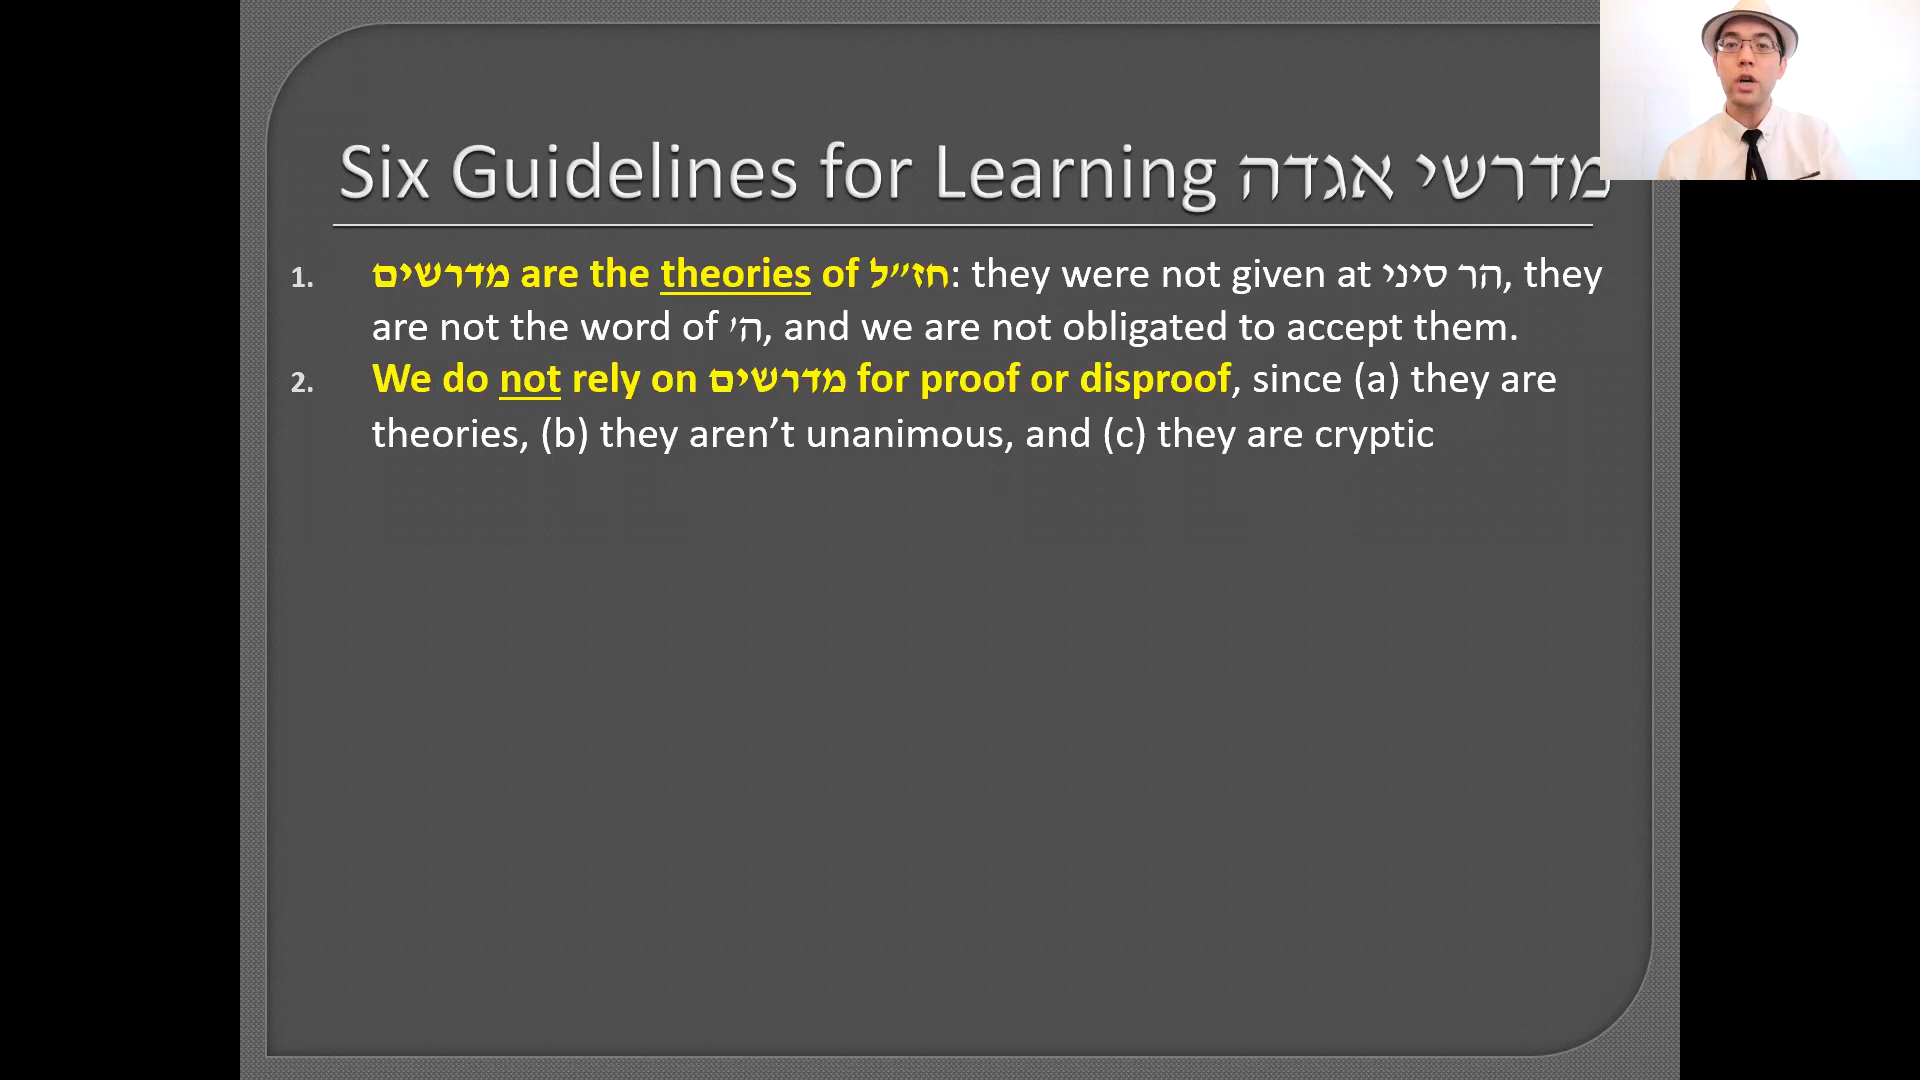 Six Guidelines for Learning מדרשי אגדה
1. מדרשים are the theories of חז״ל: they were not given at הר סיני, they
are not the word of ה׳, and we are not obligated to accept them.
2. We do not rely on מדרשים for proof or disproof, since (a) they are
theories, (b) they aren’t unanimous, and (c) they are cryptic